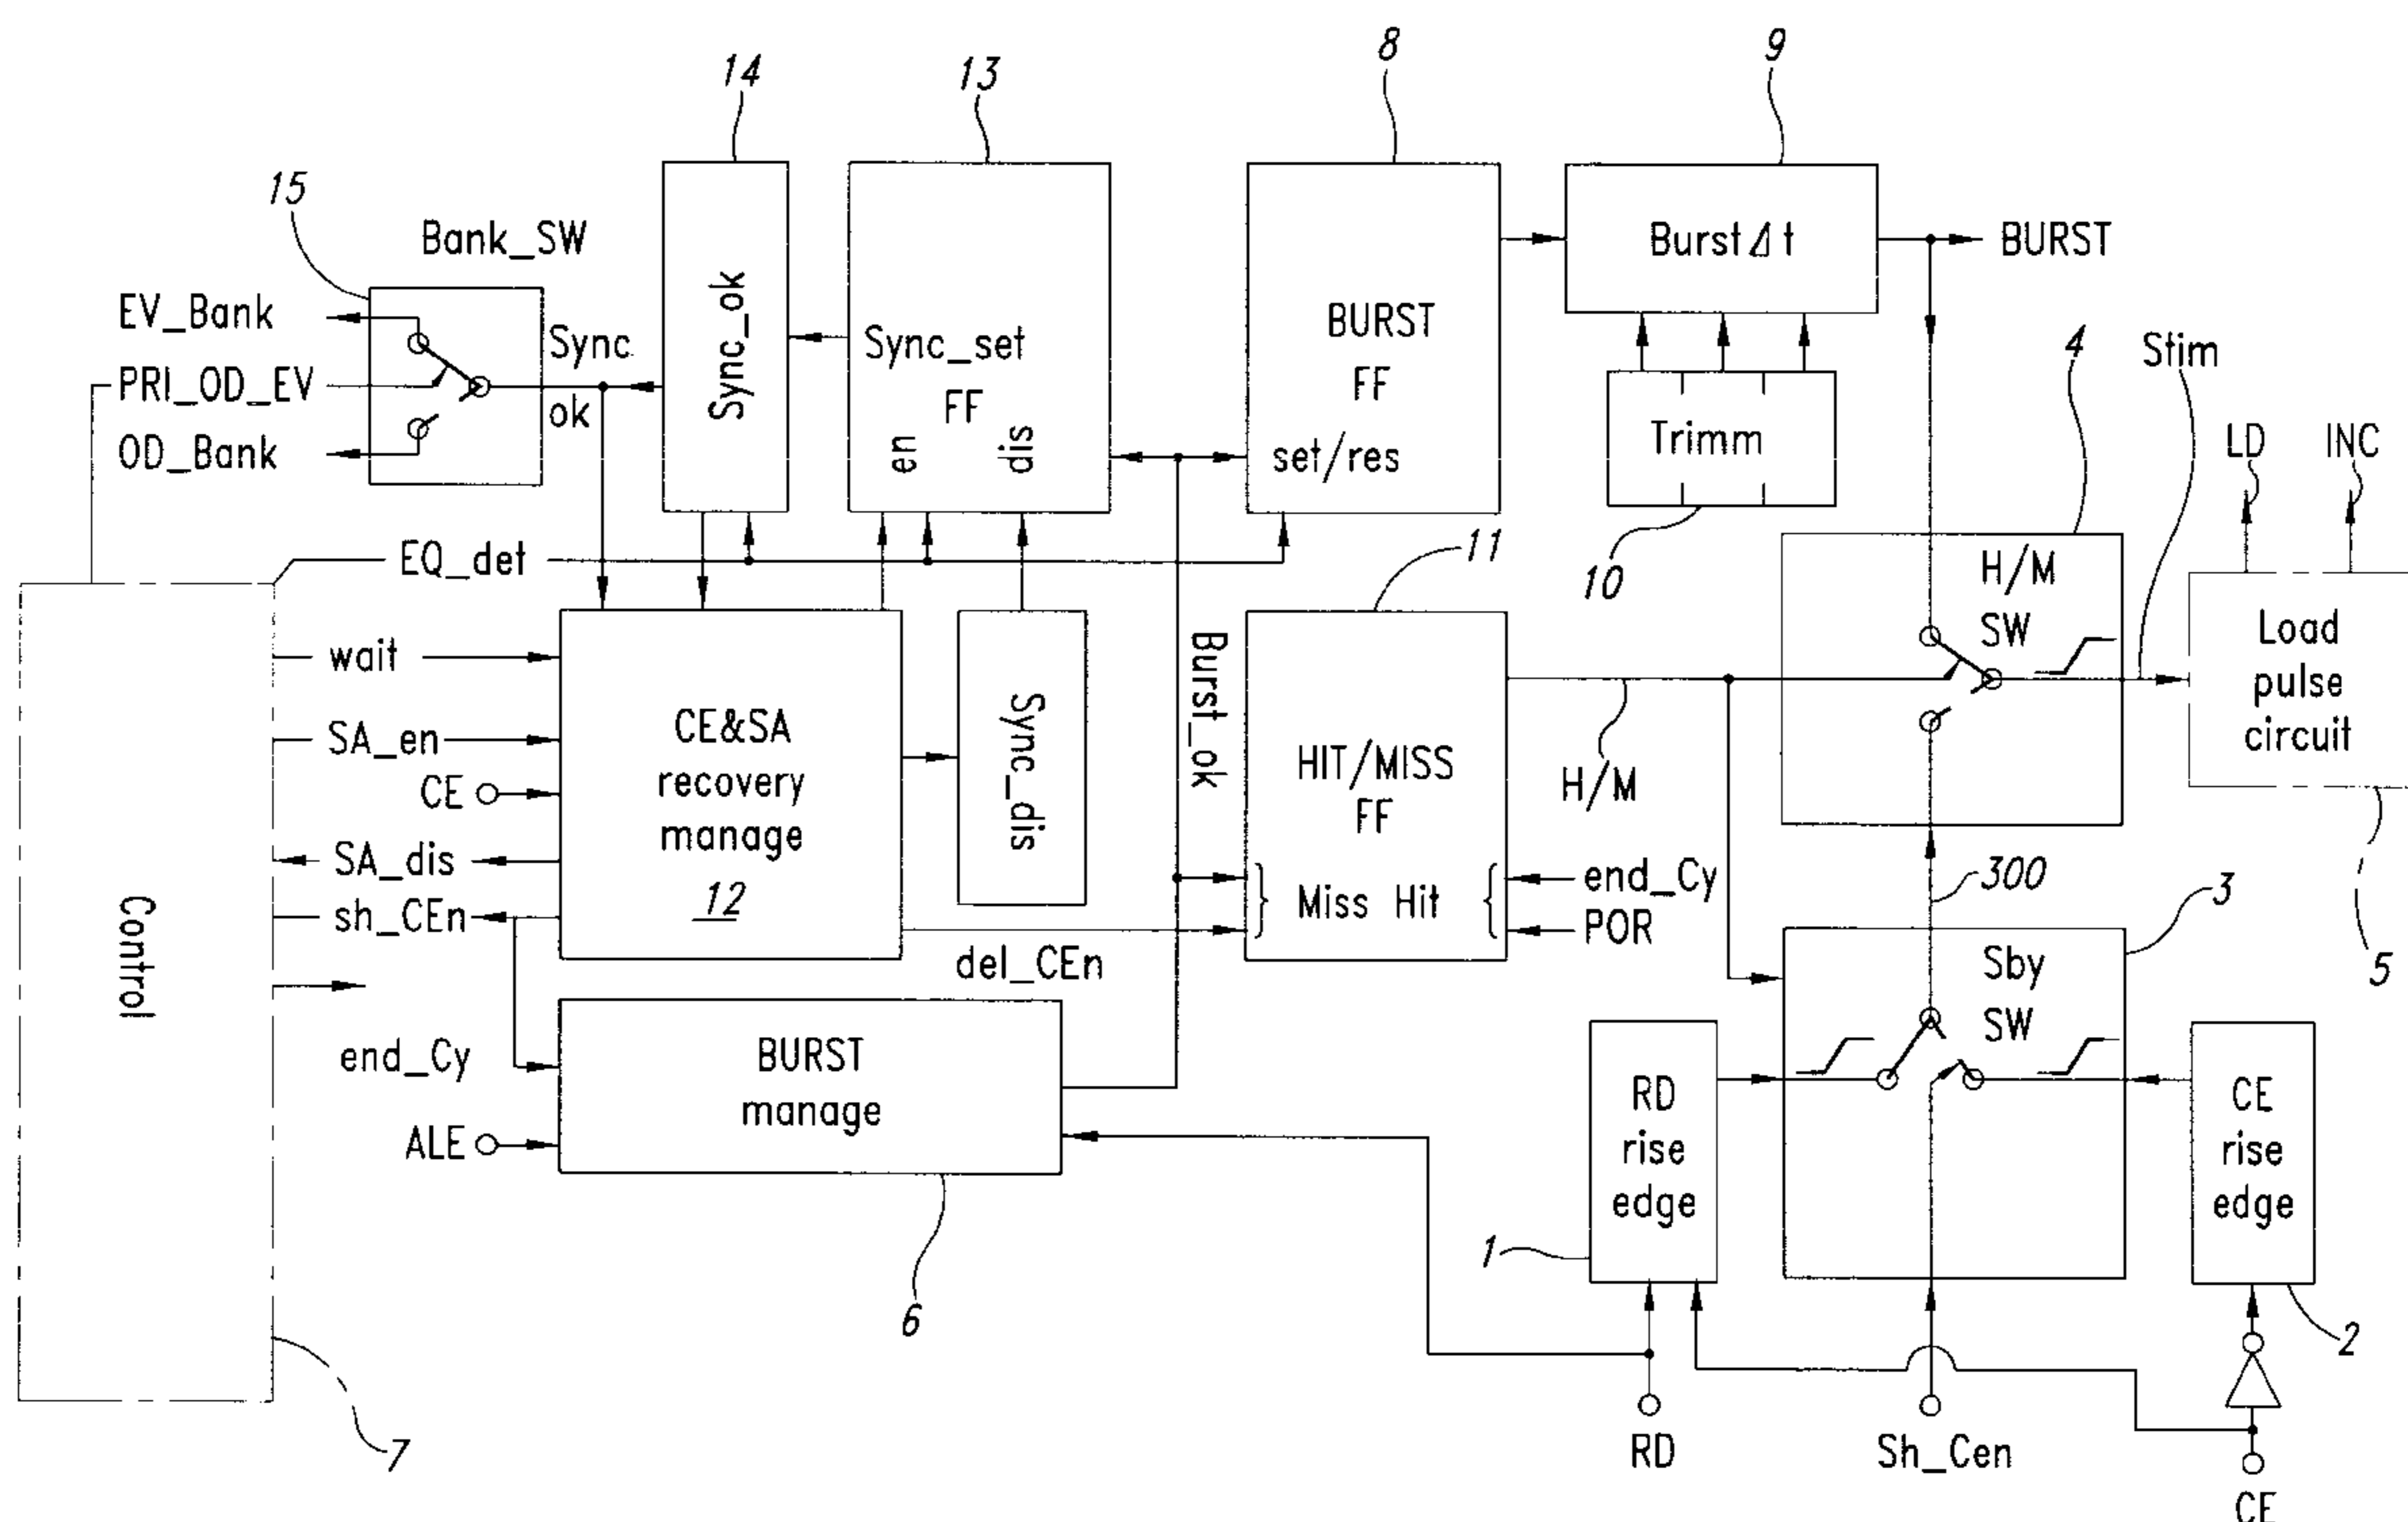 14
13
8
9
15
Bank_SW
EV_Bank
PRI_OD_EV
OD_Bank
Sync
ok
Sync_ok
Sync_set
FF
en
dis
BURST
FF
set/res
Burst⊿t
BURST
Trimm
10
4
Stim
LD
INC
EQ_det
11
H/M
SW
Load
pulse
circuit
5
wait
SA_en
CE
SA_dis
sh_CEn
Control
7
end_Cy
ALE
CE&SA
recovery
manage
12
Sync_dis
Burst_ok
del_CEn
HIT/MISS
FF
Miss Hit
H/M
end_Cy
POR
300
3
Sby
SW
BURST
manage
6
RD
rise
edge
1
CE
rise
edge
2
RD
Sh_Cen
CE